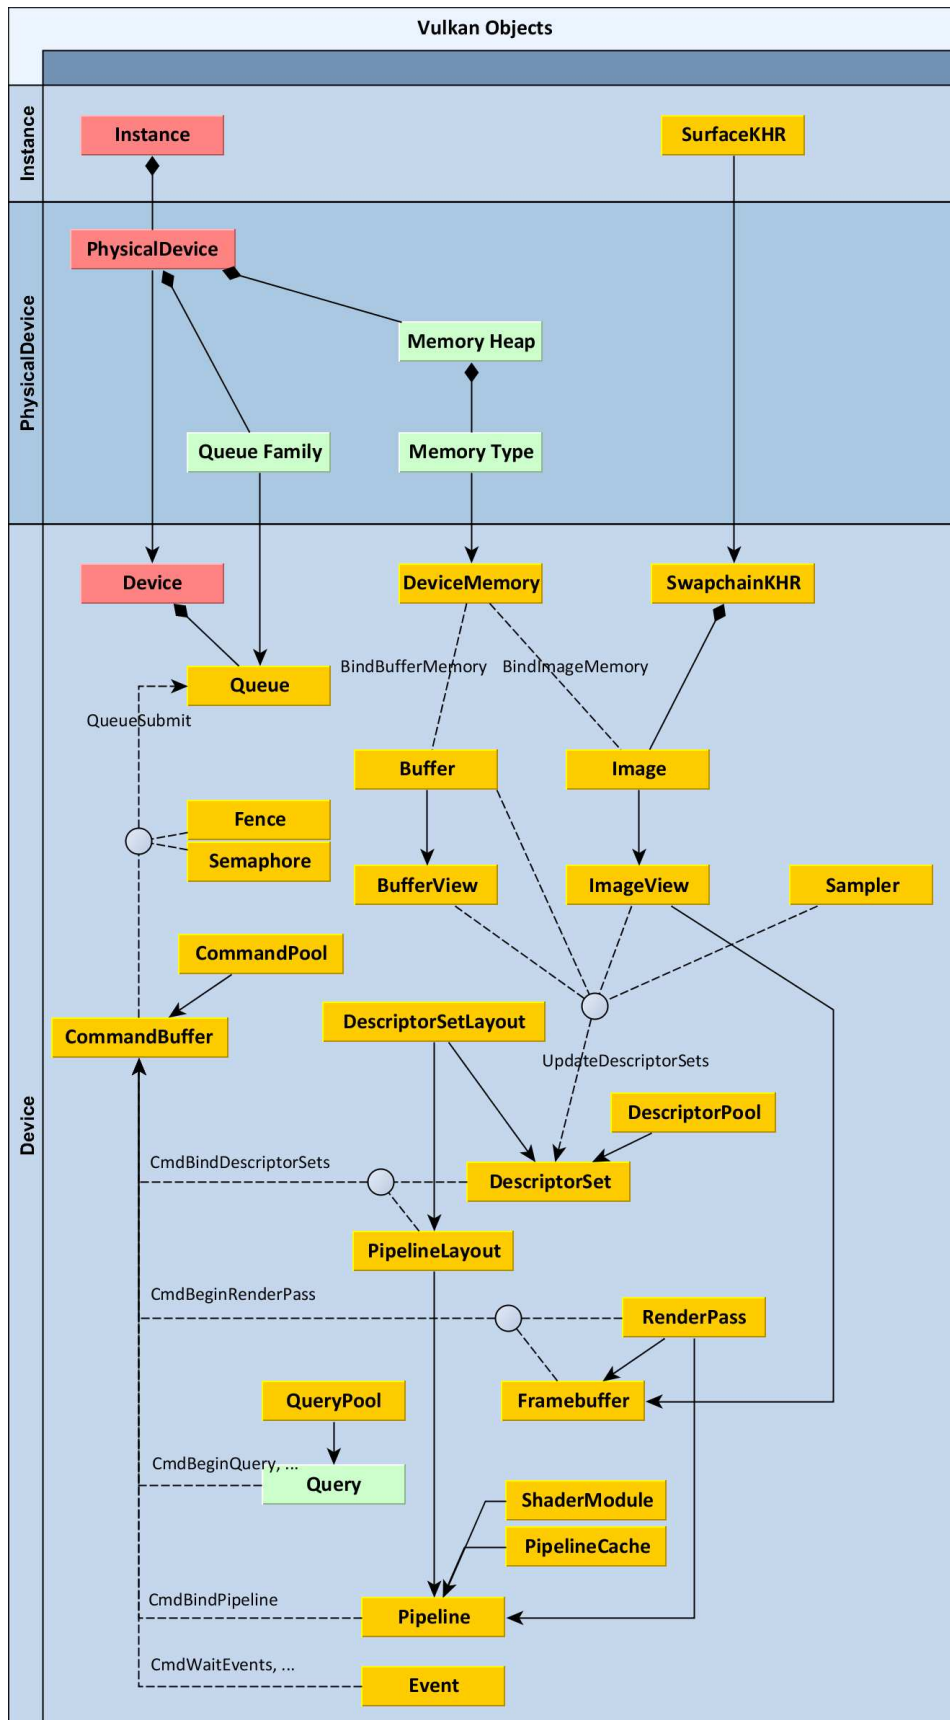 Vulkan Objects
Instance
Instance
SurfaceKHR
PhysicalDevice
PhysicalDevice
Memory Heap
Queue Family
Memory Type
Device
Device
DeviceMemory
SwapchainKHR
BindBufferMemory
BindImageMemory
Queue
QueueSubmit
Buffer
Image
Fence
Semaphore
BufferView
ImageView
Sampler
CommandPool
CommandBuffer
DescriptorSetLayout
UpdateDescriptorSets
DescriptorPool
CmdBindDescriptorSets
DescriptorSet
PipelineLayout
CmdBeginRenderPass
RenderPass
QueryPool
Framebuffer
CmdBeginQuery, ...
Query
ShaderModule
PipelineCache
CmdBindPipeline
Pipeline
CmdWaitEvents, ...
Event